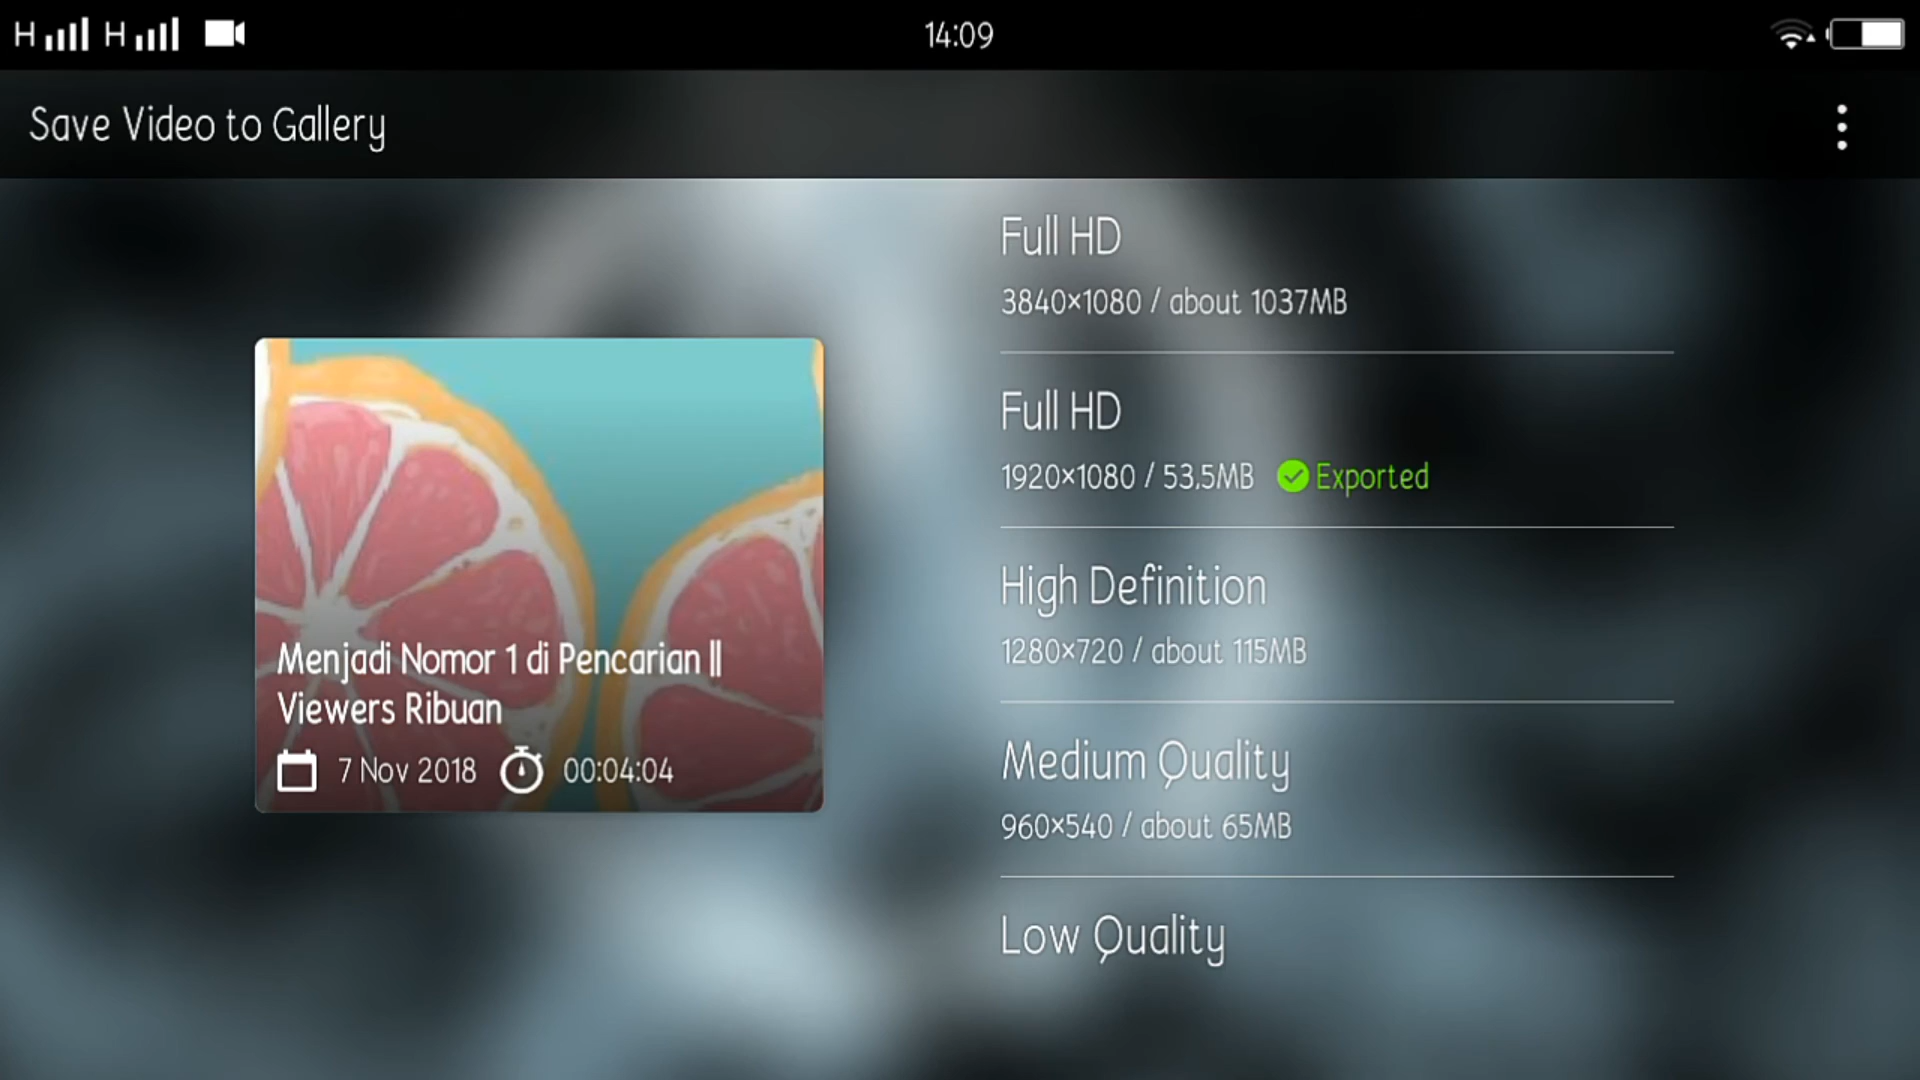 H H 14:09
Save Video to Gallery
Full HD
3840×1080 / about 1037MB
Full HD
1920×1080 / 53.5MB Exported
High Definition
1280×720 / about 115MB
Medium Quality
960×540 / about 65MB
Low Quality
Menjadi Nomor 1 di Pencarian ||
Viewers Ribuan
7 Nov 2018 00:04:04